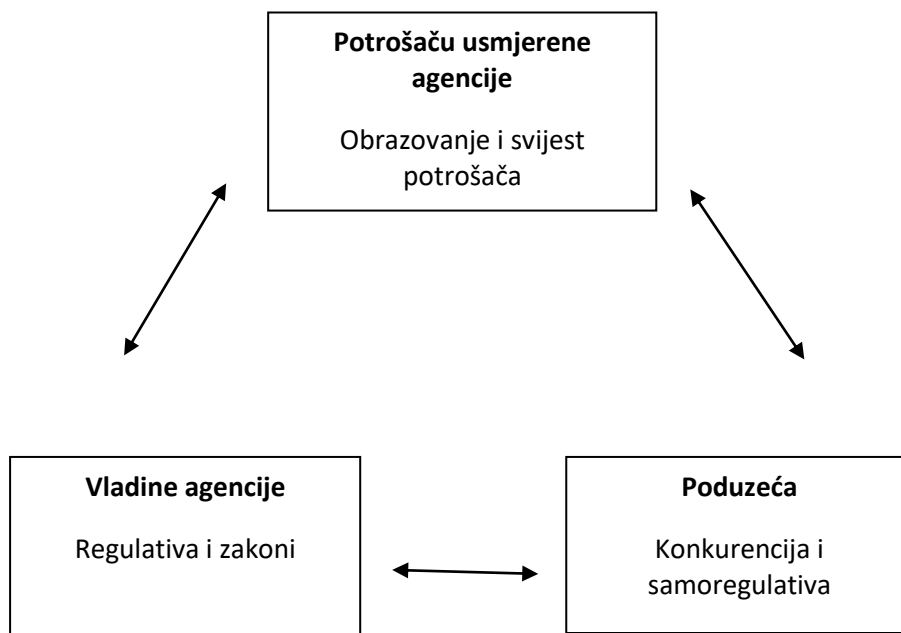 Potrošaču usmjerene
agencije
Obrazovanje i svijest
potrošača
Vladine agencije
Regulativa i zakoni
Poduzeća
Konkurencija i
samoregulativa